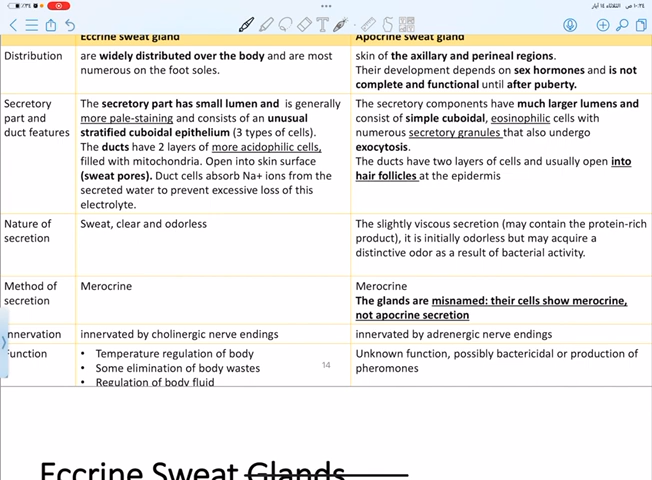 ١٠:٢٤ ص الثلاثاء ١٤ أيار
Eccrine sweat gland
Apocrine sweat gland
Distribution
are widely distributed over the body and are most
numerous on the foot soles.
skin of the axillary and perineal regions.
Their development depends on sex hormones and is not
complete and functional until after puberty.
Secretory
part and
duct features
The secretory part has small lumen and is generally
more pale-staining and consists of an unusual
stratified cuboidal epithelium (3 types of cells).
The ducts have 2 layers of more acidophilic cells,
filled with mitochondria. Open into skin surface
(sweat pores). Duct cells absorb Na+ ions from the
secreted water to prevent excessive loss of this
electrolyte.
The secretory components have much larger lumens and
consist of simple cuboidal, eosinophilic cells with
numerous secretory granules that also undergo
exocytosis.
The ducts have two layers of cells and usually open into
hair follicles at the epidermis
Nature of
secretion
Sweat, clear and odorless
The slightly viscous secretion (may contain the protein-rich
product), it is initially odorless but may acquire a
distinctive odor as a result of bacterial activity.
Method of
secretion
Merocrine
Merocrine
The glands are misnamed: their cells show merocrine,
not apocrine secretion
nnervation
innervated by cholinergic nerve endings
innervated by adrenergic nerve endings
unction
• Temperature regulation of body
• Some elimination of body wastes
• Regulation of body fluid
Unknown function, possibly bactericidal or production of
pheromones
14
Eccrine Sweat Glands